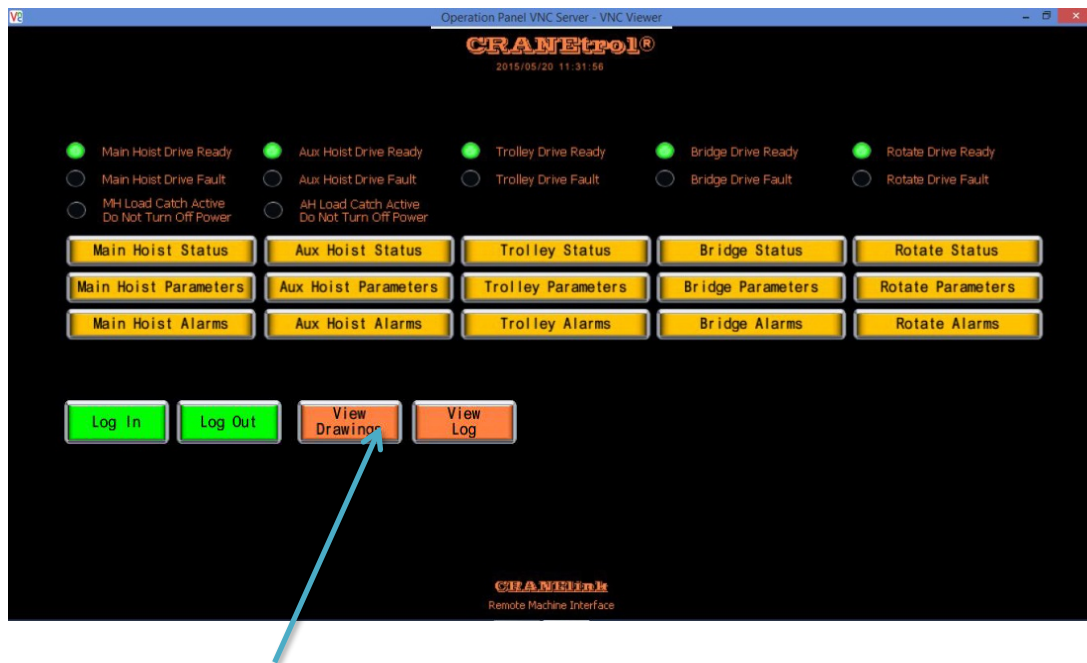 Operation Panel VNC Server - VNC Viewer
CRANEtrol®
2015/05/20 11:31:56
Main Hoist Drive Ready
Aux Hoist Drive Ready
Trolley Drive Ready
Bridge Drive Ready
Rotate Drive Ready
Main Hoist Drive Fault
Aux Hoist Drive Fault
Trolley Drive Fault
Bridge Drive Fault
Rotate Drive Fault
MH Load Catch Active
Do Not Turn Off Power
AH Load Catch Active
Do Not Turn Off Power
Main Hoist Status
Aux Hoist Status
Trolley Status
Bridge Status
Rotate Status
Main Hoist Parameters
Aux Hoist Parameters
Trolley Parameters
Bridge Parameters
Rotate Parameters
Main Hoist Alarms
Aux Hoist Alarms
Trolley Alarms
Bridge Alarms
Rotate Alarms
Log In
Log Out
View
Drawings
View
Log
CRANElink
Remote Machine Interface